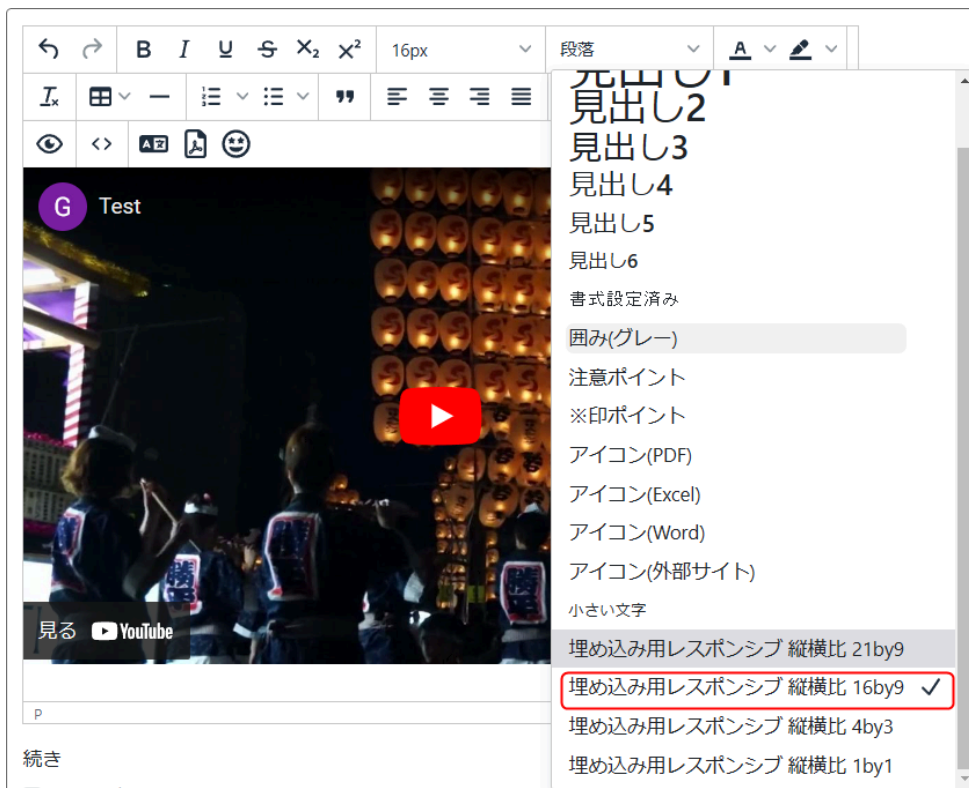 B I U S X₂ X²
16px
段落
A
Ix
A
G Test
見出し1
見出し2
見出し3
見出し4
見出し5
見出し6
書式設定済み
囲み(グレー)
注意ポイント
※印ポイント
アイコン(PDF)
アイコン(Excel)
アイコン(Word)
アイコン(外部サイト)
小さい文字
埋め込み用レスポンシブ 縦横比 21by9
埋め込み用レスポンシブ 縦横比 16by9
埋め込み用レスポンシブ 縦横比 4by3
埋め込み用レスポンシブ 縦横比 1by1
見る YouTube
P
続き